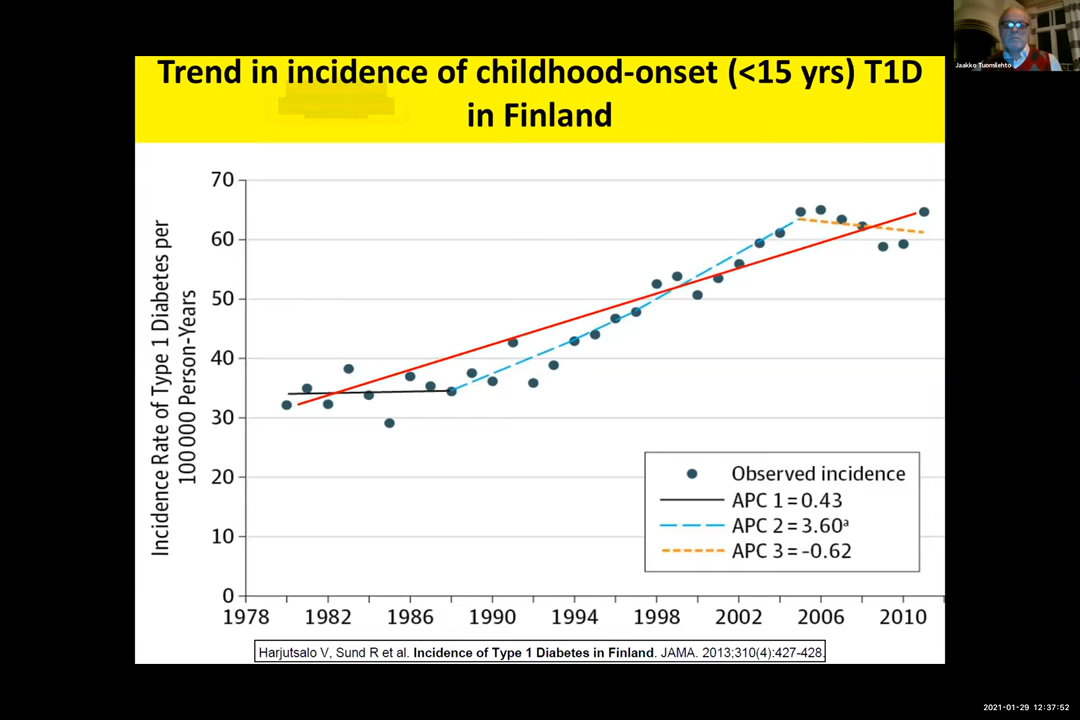 Jaakko Tuomilehto
Trend in incidence of childhood-onset (<15 yrs) T1D
in Finland
Incidence Rate of Type 1 Diabetes per
100 000 Person-Years
70
60
50
40
30
20
10
0
1978 1982 1986 1990 1994 1998 2002 2006 2010
Observed incidence
APC 1 = 0.43
APC 2 = 3.60ᵃ
APC 3 = -0.62
Harjutsalo V, Sund R et al. Incidence of Type 1 Diabetes in Finland. JAMA. 2013;310(4):427-428.
2021-01-29 12:37:52